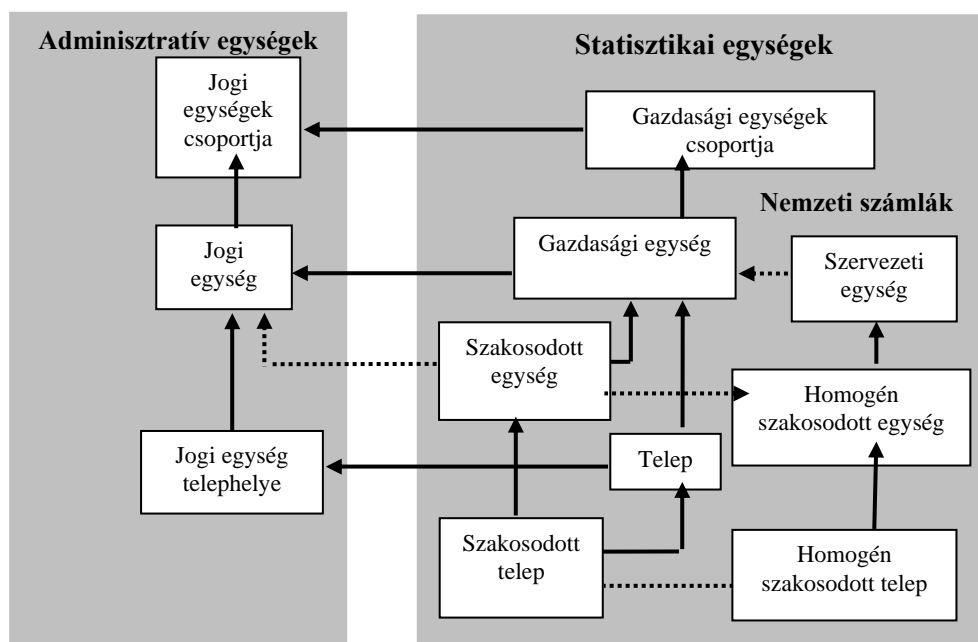 Adminisztratív egységek
Jogi
egységek
csoportja
Jogi
egység
Jogi egység
telephelye
Statisztikai egységek
Gazdasági egységek
csoportja
Nemzeti számlák
Gazdasági egység
Szervezeti
egység
Szakosodott
egység
Homogén
szakosodott egység
Telep
Szakosodott
telep
Homogén
szakosodott telep